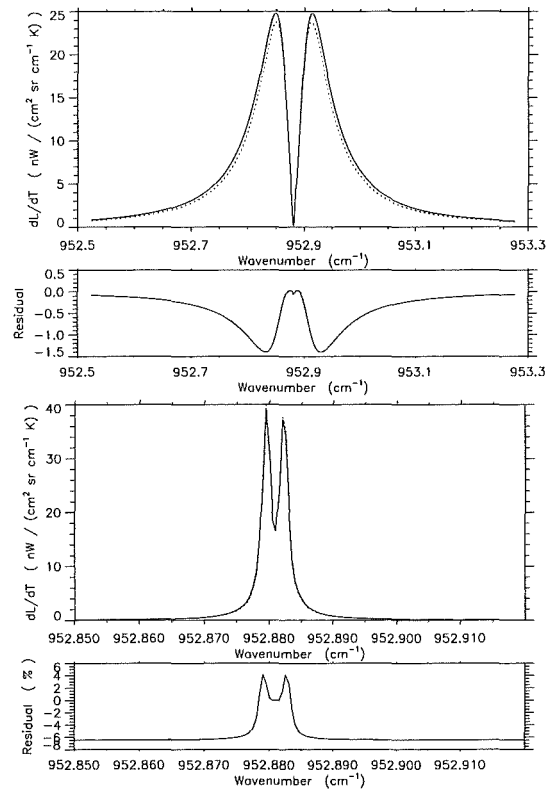 25
20
15
10
5
0
dL/dT ( nW / (cm² sr cm⁻¹ K) )
952.5 952.7 952.9 953.1 953.3
Wavenumber (cm⁻¹)
0.5
0.0
−0.5
−1.0
−1.5
Residual
952.5 952.7 952.9 953.1 953.3
Wavenumber (cm⁻¹)
40
30
20
10
0
dL/dT ( nW / (cm² sr cm⁻¹ K) )
952.850 952.860 952.870 952.880 952.890 952.900 952.910
Wavenumber (cm⁻¹)
6
4
2
0
−2
−4
−6
−8
Residual ( % )
952.850 952.860 952.870 952.880 952.890 952.900 952.910
Wavenumber (cm⁻¹)